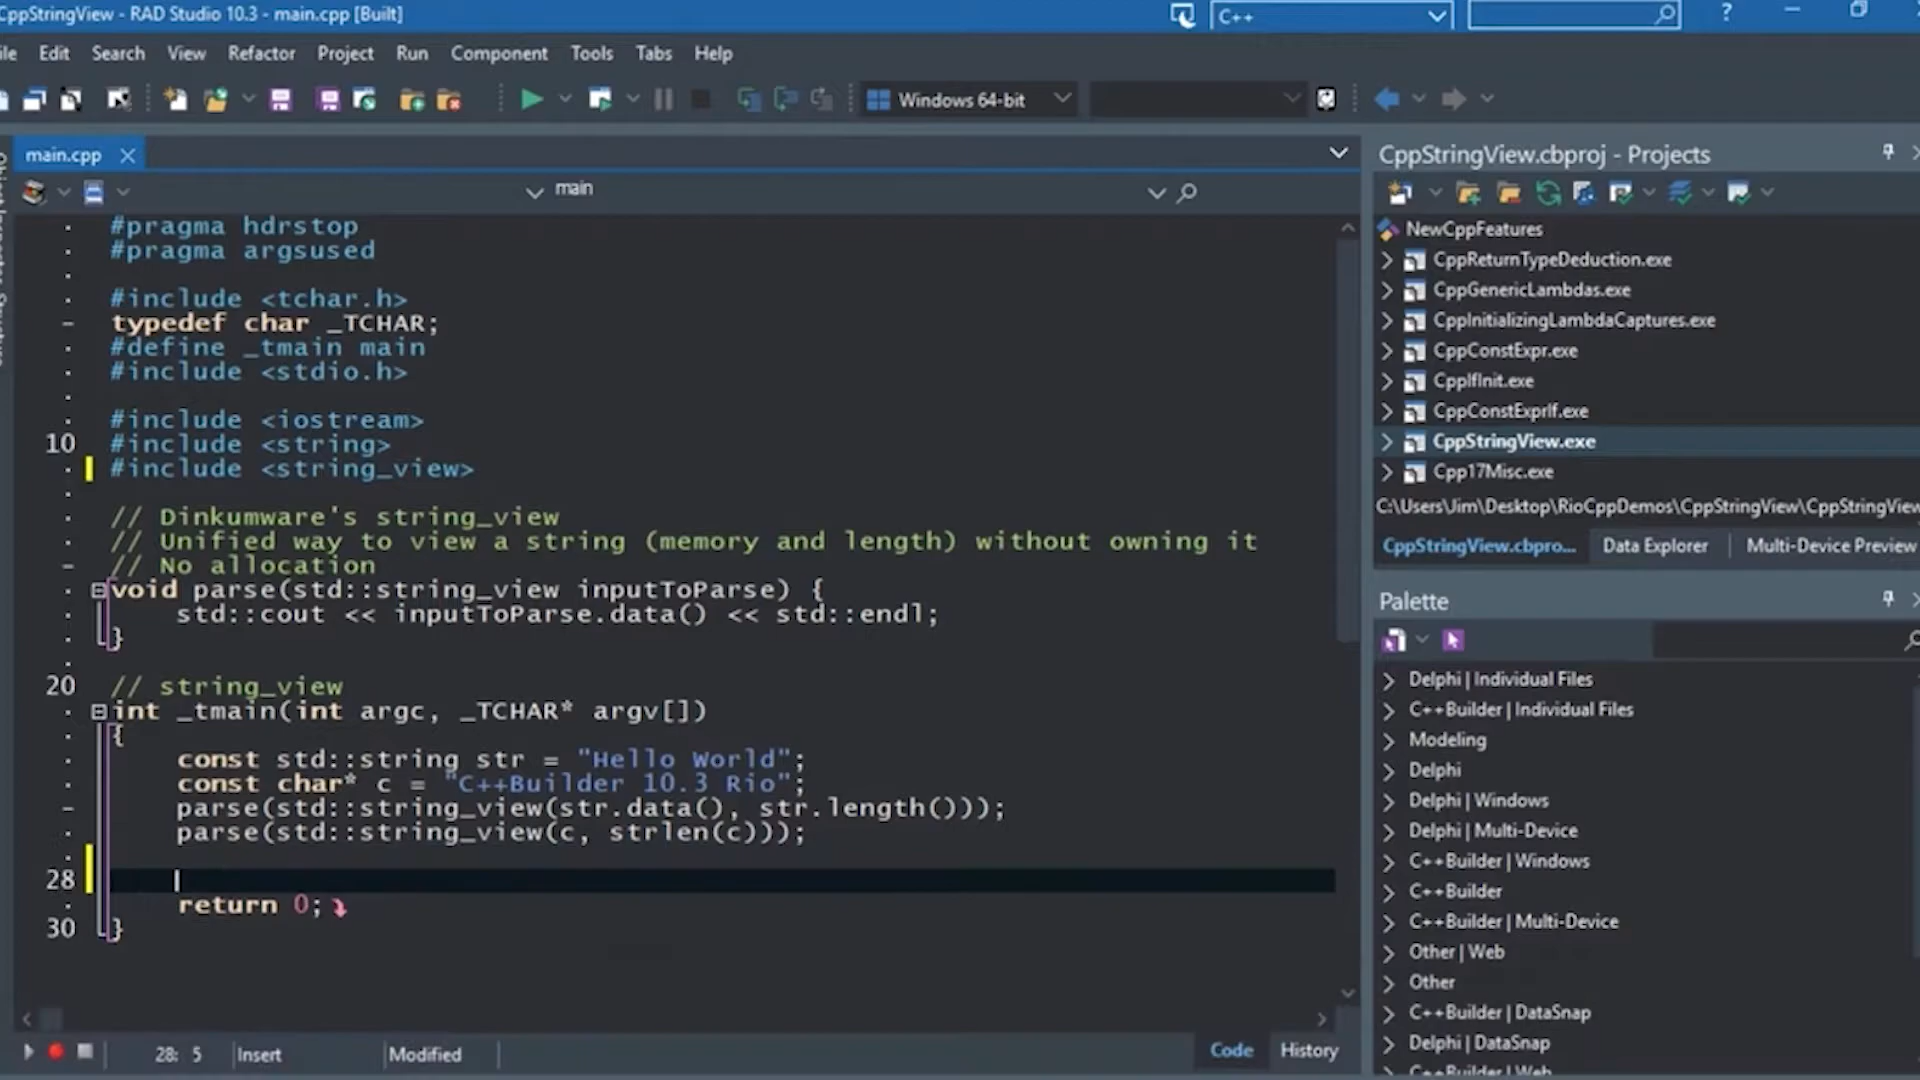 CppStringView - RAD Studio 10.3 - main.cpp [Built]
C++
?
Edit Search View Refactor Project Run Component Tools Tabs Help
Windows 64-bit
main.cpp
main
#pragma hdrstop
#pragma argsused
#include <tchar.h>
typedef char _TCHAR;
#define _tmain main
#include <stdio.h>
#include <iostream>
10 #include <string>
#include <string_view>
// Dinkumware's string_view
// Unified way to view a string (memory and length) without owning it
// No allocation
void parse(std::string_view inputToParse) {
std::cout << inputToParse.data() << std::endl;
}
20 // string_view
int _tmain(int argc, _TCHAR* argv[])
{
const std::string str = "Hello World";
const char* c = "C++Builder 10.3 Rio";
parse(std::string_view(str.data(), str.length()));
parse(std::string_view(c, strlen(c)));
28
return 0;
30 }
28: 5 Insert Modified
Code History
CppStringView.cbproj - Projects
NewCppFeatures
CppReturnTypeDeduction.exe
CppGenericLambdas.exe
CppInitializingLambdaCaptures.exe
CppConstExpr.exe
CppIfInit.exe
CppConstExprIf.exe
CppStringView.exe
Cpp17Misc.exe
C:\Users\Jim\Desktop\RioCppDemos\CppStringView\CppStringView
CppStringView.cbpro... Data Explorer Multi-Device Preview
Palette
Delphi | Individual Files
C++Builder | Individual Files
Modeling
Delphi
Delphi | Windows
Delphi | Multi-Device
C++Builder | Windows
C++Builder
C++Builder | Multi-Device
Other | Web
Other
C++Builder | DataSnap
Delphi | DataSnap
C++Builder | Web